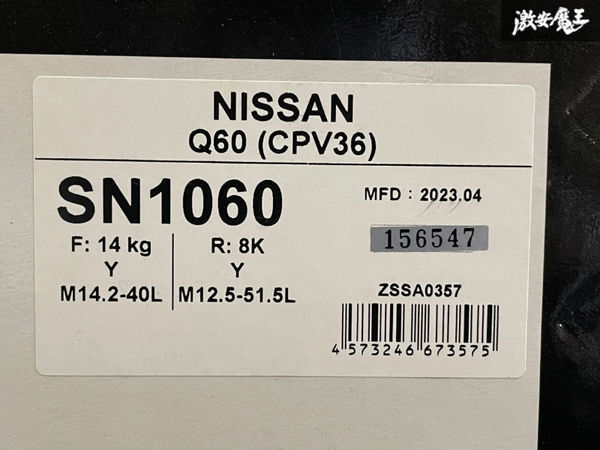 激安魔王
NISSAN
Q60 (CPV36)
SN1060
MFD : 2023.04
F: 14 kg
Y
M14.2-40L
R: 8K
Y
M12.5-51.5L
156547
ZSSA0357
4 573246 673575